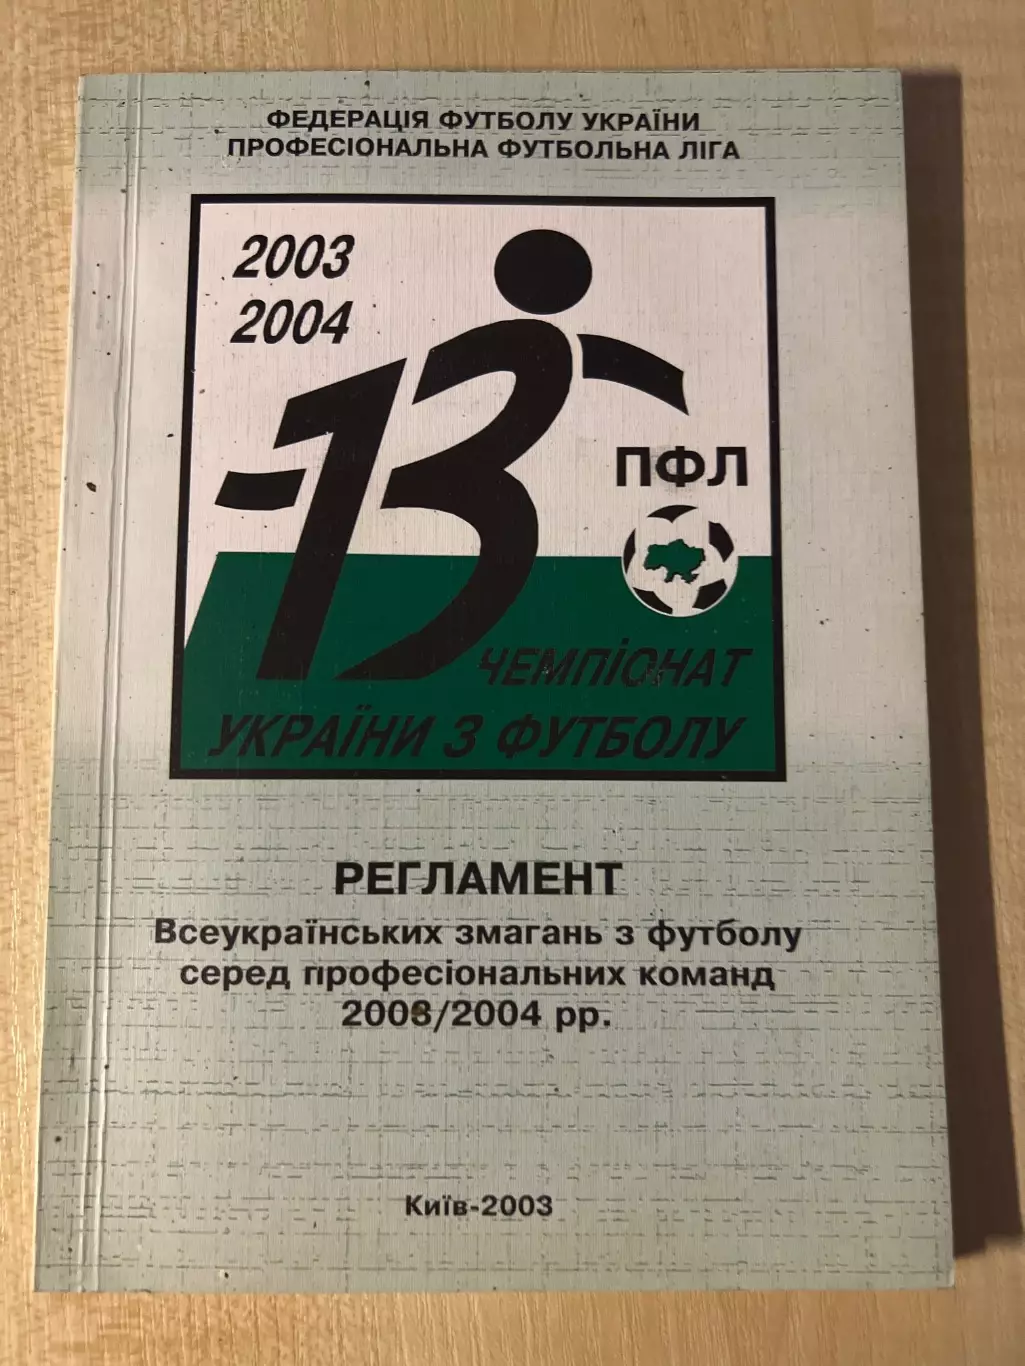 ФЕДЕРАЦІЯ ФУТБОЛУ УКРАЇНИ
ПРОФЕСІОНАЛЬНА ФУТБОЛЬНА ЛІГА
2003
2004
13
ПФЛ
ЧЕМПІОНАТ
УКРАЇНИ З ФУТБОЛУ
РЕГЛАМЕНТ
Всеукраїнських змагань з футболу
серед професіональних команд
2003/2004 рр.
Київ-2003